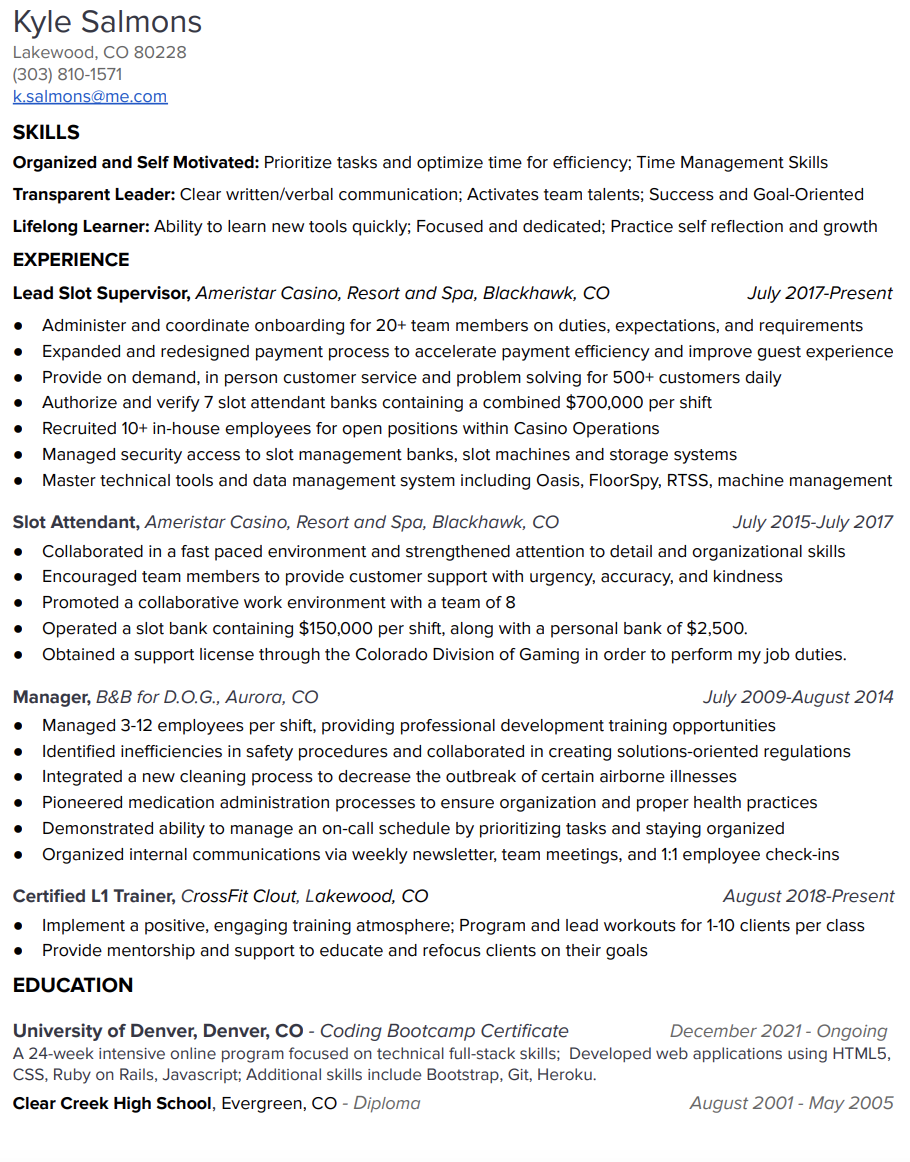 Kyle Salmons
Lakewood, CO 80228
(303) 810-1571
k.salmons@me.com
SKILLS
Organized and Self Motivated: Prioritize tasks and optimize time for efficiency; Time Management Skills
Transparent Leader: Clear written/verbal communication; Activates team talents; Success and Goal-Oriented
Lifelong Learner: Ability to learn new tools quickly; Focused and dedicated; Practice self reflection and growth
EXPERIENCE
Lead Slot Supervisor, Ameristar Casino, Resort and Spa, Blackhawk, CO July 2017-Present
● Administer and coordinate onboarding for 20+ team members on duties, expectations, and requirements
● Expanded and redesigned payment process to accelerate payment efficiency and improve guest experience
● Provide on demand, in person customer service and problem solving for 500+ customers daily
● Authorize and verify 7 slot attendant banks containing a combined $700,000 per shift
● Recruited 10+ in-house employees for open positions within Casino Operations
● Managed security access to slot management banks, slot machines and storage systems
● Master technical tools and data management system including Oasis, FloorSpy, RTSS, machine management
Slot Attendant, Ameristar Casino, Resort and Spa, Blackhawk, CO July 2015-July 2017
● Collaborated in a fast paced environment and strengthened attention to detail and organizational skills
● Encouraged team members to provide customer support with urgency, accuracy, and kindness
● Promoted a collaborative work environment with a team of 8
● Operated a slot bank containing $150,000 per shift, along with a personal bank of $2,500.
● Obtained a support license through the Colorado Division of Gaming in order to perform my job duties.
Manager, B&B for D.O.G., Aurora, CO July 2009-August 2014
● Managed 3-12 employees per shift, providing professional development training opportunities
● Identified inefficiencies in safety procedures and collaborated in creating solutions-oriented regulations
● Integrated a new cleaning process to decrease the outbreak of certain airborne illnesses
● Pioneered medication administration processes to ensure organization and proper health practices
● Demonstrated ability to manage an on-call schedule by prioritizing tasks and staying organized
● Organized internal communications via weekly newsletter, team meetings, and 1:1 employee check-ins
Certified L1 Trainer, CrossFit Clout, Lakewood, CO August 2018-Present
● Implement a positive, engaging training atmosphere; Program and lead workouts for 1-10 clients per class
● Provide mentorship and support to educate and refocus clients on their goals
EDUCATION
University of Denver, Denver, CO - Coding Bootcamp Certificate December 2021 - Ongoing
A 24-week intensive online program focused on technical full-stack skills; Developed web applications using HTML5,
CSS, Ruby on Rails, Javascript; Additional skills include Bootstrap, Git, Heroku.
Clear Creek High School, Evergreen, CO - Diploma August 2001 - May 2005